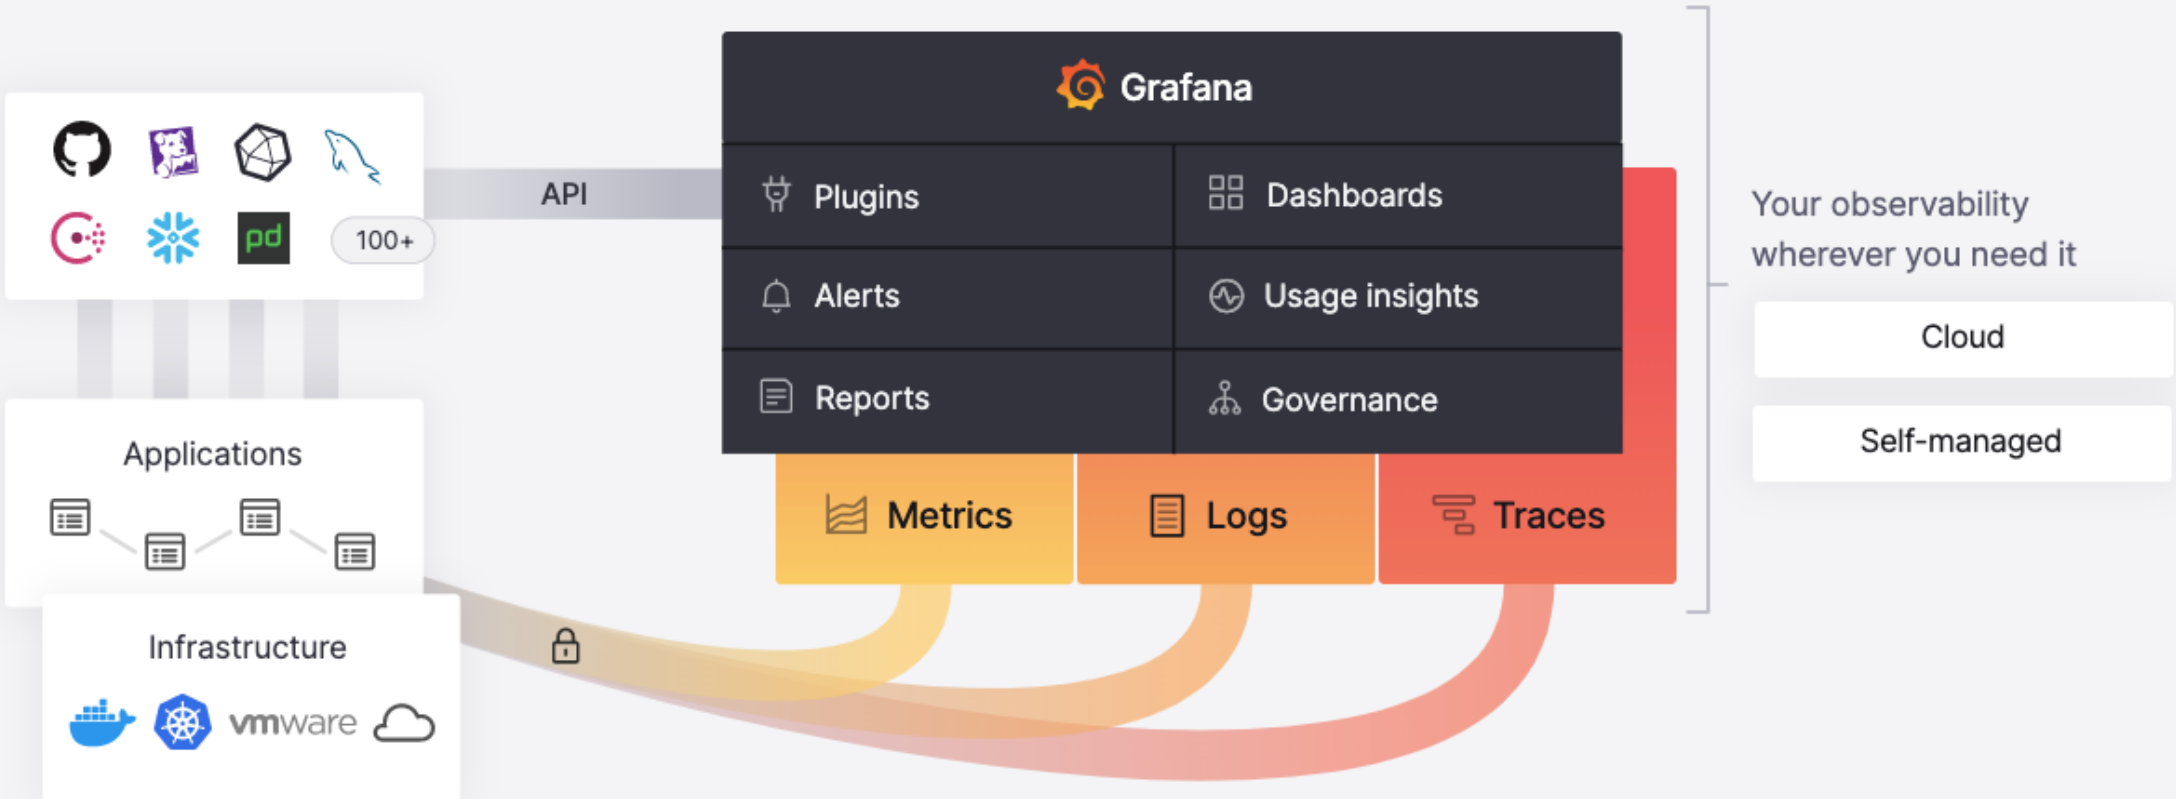 Grafana
Plugins
Dashboards
Alerts
Usage insights
Reports
Governance
Metrics
Logs
Traces
API
pd
100+
Applications
Infrastructure
vmware
Your observability
wherever you need it
Cloud
Self-managed